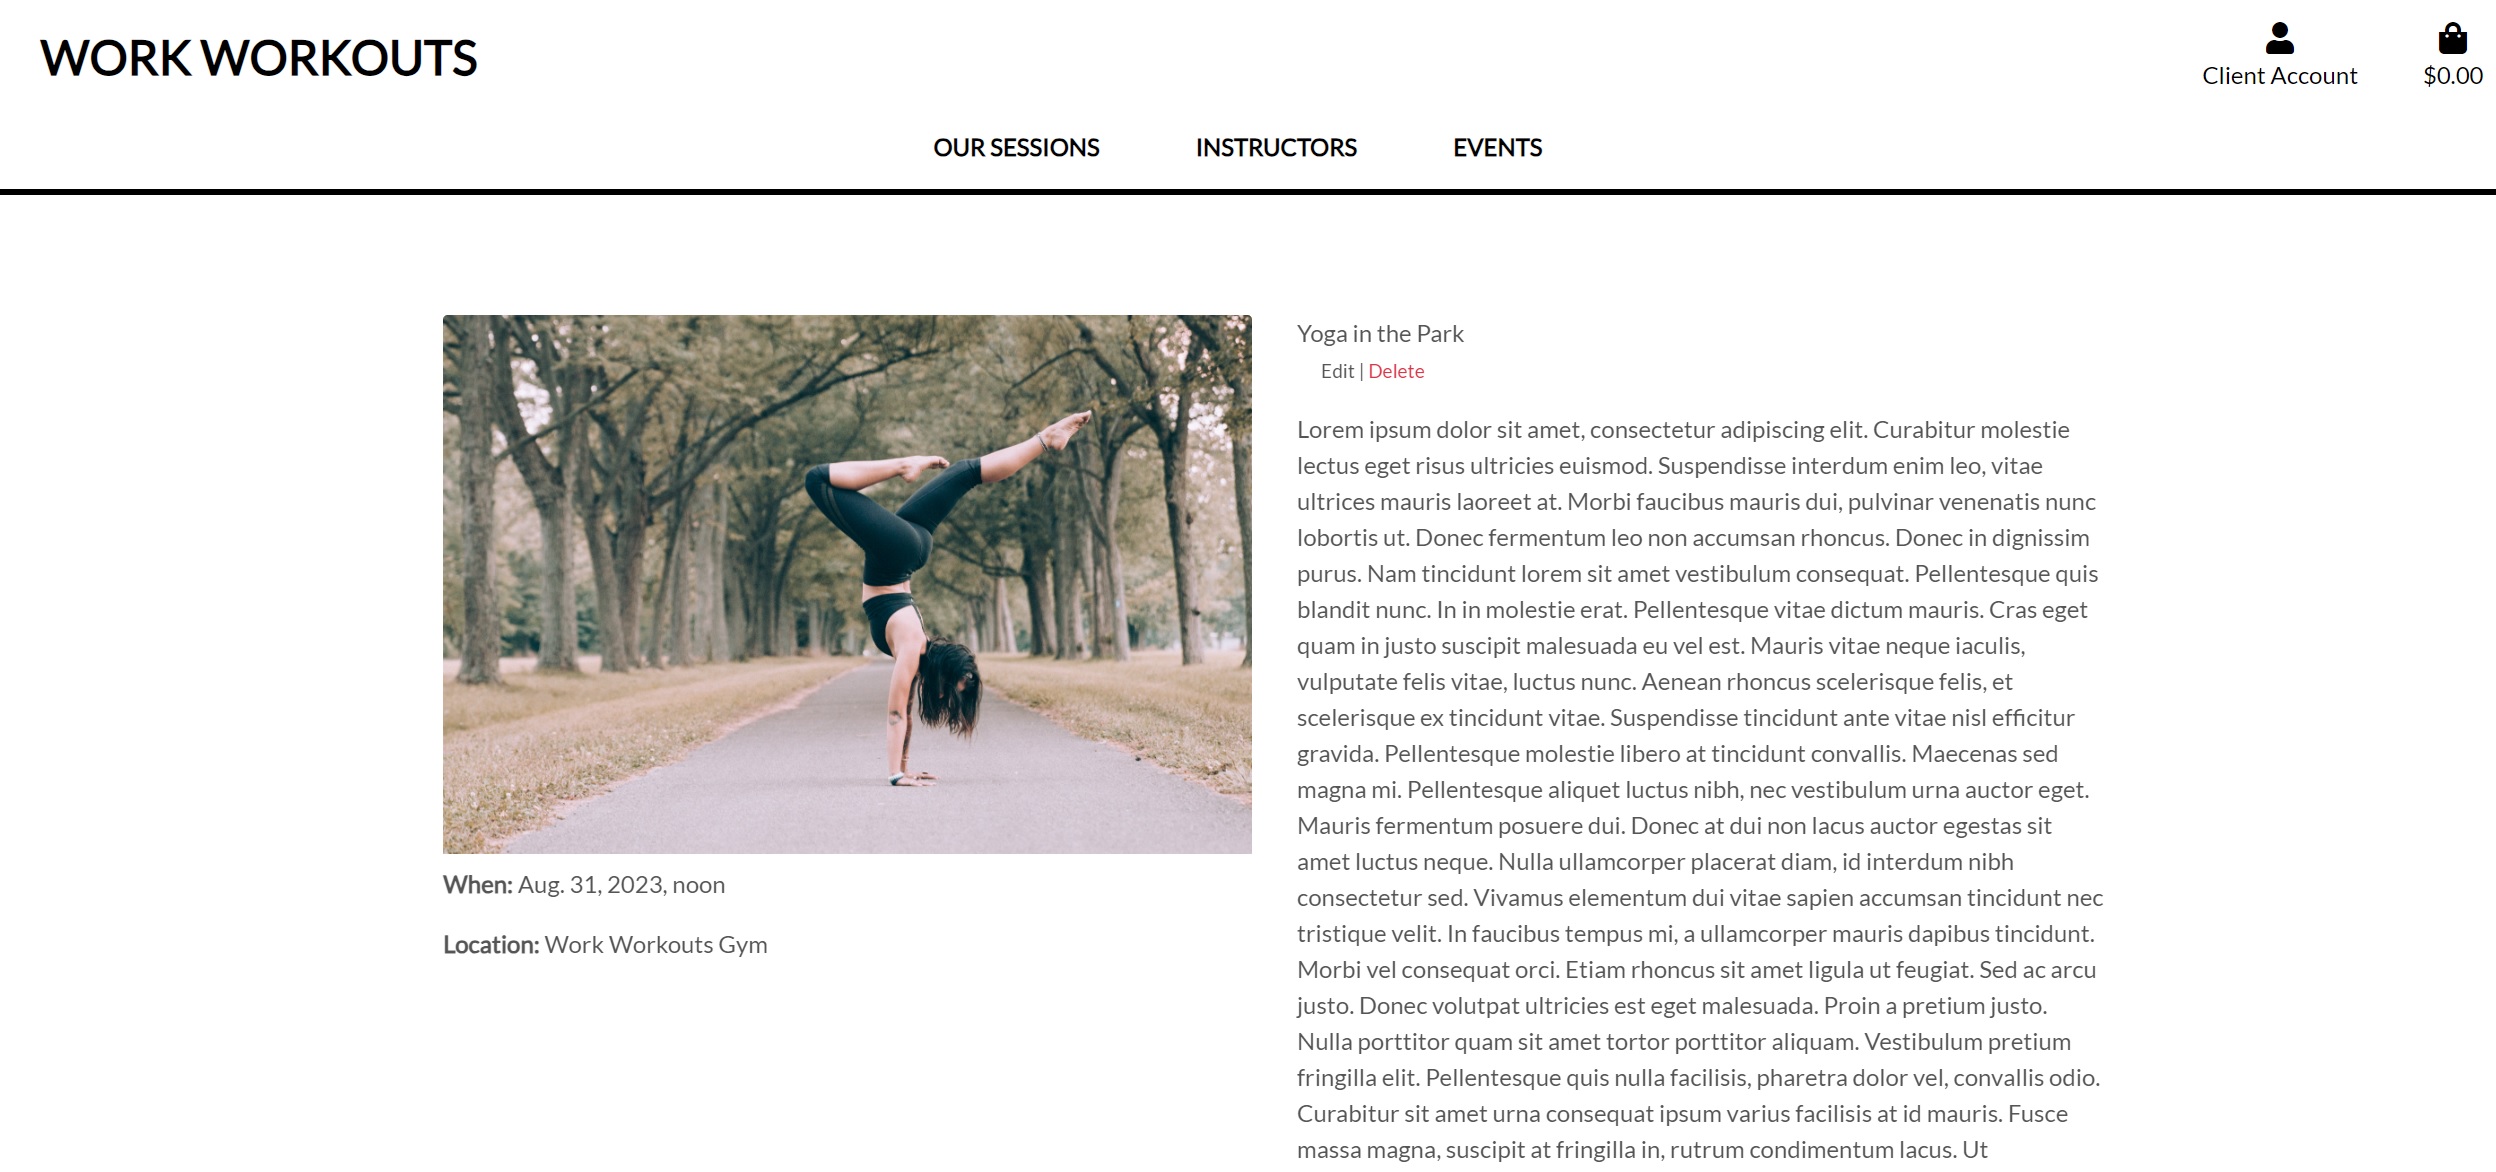 WORK WORKOUTS
Client Account
$0.00
OUR SESSIONS
INSTRUCTORS
EVENTS
Yoga in the Park
Edit | Delete
Lorem ipsum dolor sit amet, consectetur adipiscing elit. Curabitur molestie
lectus eget risus ultricies euismod. Suspendisse interdum enim leo, vitae
ultrices mauris laoreet at. Morbi faucibus mauris dui, pulvinar venenatis nunc
lobortis ut. Donec fermentum leo non accumsan rhoncus. Donec in dignissim
purus. Nam tincidunt lorem sit amet vestibulum consequat. Pellentesque quis
blandit nunc. In in molestie erat. Pellentesque vitae dictum mauris. Cras eget
quam in justo suscipit malesuada eu vel est. Mauris vitae neque iaculis,
vulputate felis vitae, luctus nunc. Aenean rhoncus scelerisque felis, et
scelerisque ex tincidunt vitae. Suspendisse tincidunt ante vitae nisl efficitur
gravida. Pellentesque molestie libero at tincidunt convallis. Maecenas sed
magna mi. Pellentesque aliquet luctus nibh, nec vestibulum urna auctor eget.
Mauris fermentum posuere dui. Donec at dui non lacus auctor egestas sit
amet luctus neque. Nulla ullamcorper placerat diam, id interdum nibh
consectetur sed. Vivamus elementum dui vitae sapien accumsan tincidunt nec
tristique velit. In faucibus tempus mi, a ullamcorper mauris dapibus tincidunt.
Morbi vel consequat orci. Etiam rhoncus sit amet ligula ut feugiat. Sed ac arcu
justo. Donec volutpat ultricies est eget malesuada. Proin a pretium justo.
Nulla porttitor quam sit amet tortor porttitor aliquam. Vestibulum pretium
fringilla elit. Pellentesque quis nulla facilisis, pharetra dolor vel, convallis odio.
Curabitur sit amet urna consequat ipsum varius facilisis at id mauris. Fusce
massa magna, suscipit at fringilla in, rutrum condimentum lacus. Ut
When: Aug. 31, 2023, noon
Location: Work Workouts Gym